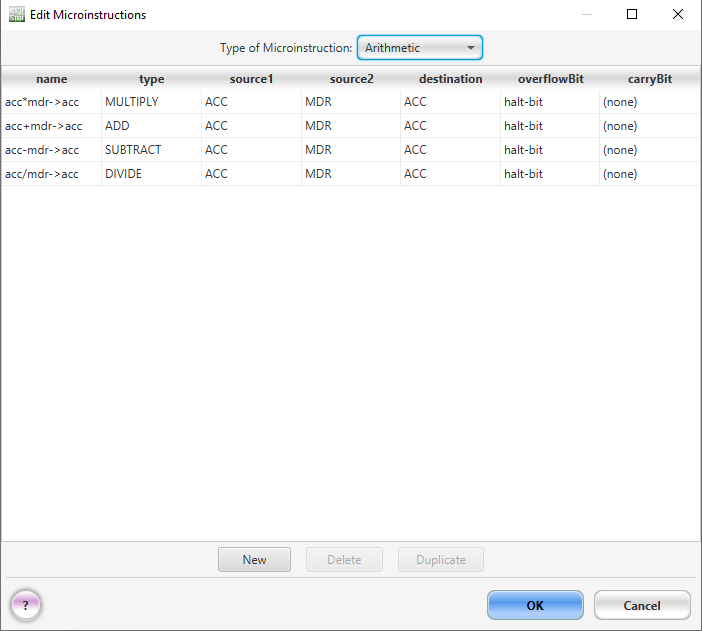 Edit Microinstructions
Type of Microinstruction: Arithmetic
name type source1 source2 destination overflowBit carryBit
acc*mdr->acc MULTIPLY ACC MDR ACC halt-bit (none)
acc+mdr->acc ADD ACC MDR ACC halt-bit (none)
acc-mdr->acc SUBTRACT ACC MDR ACC halt-bit (none)
acc/mdr->acc DIVIDE ACC MDR ACC halt-bit (none)
New Delete Duplicate
? OK Cancel